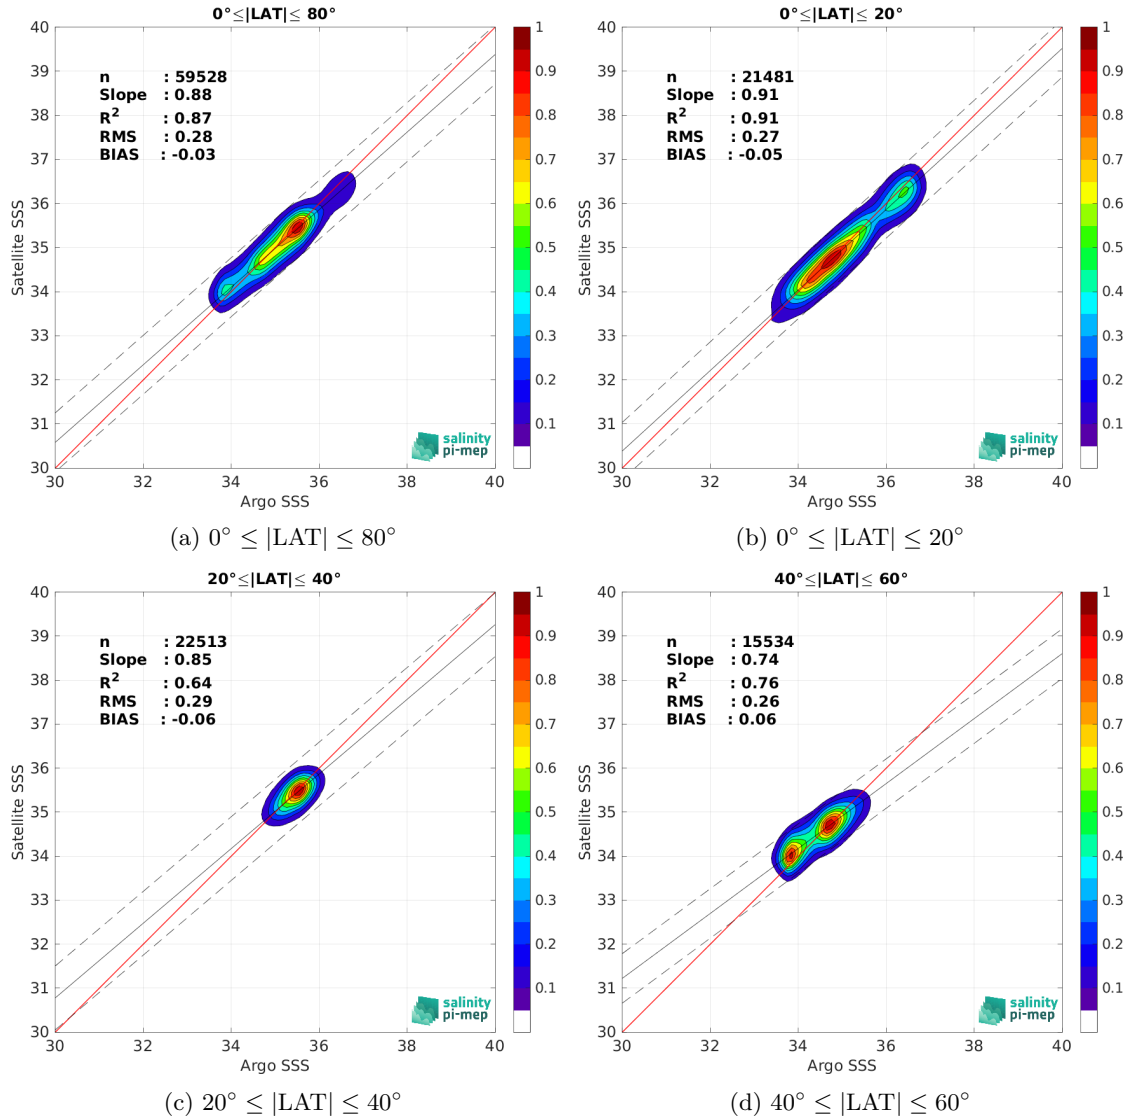 0°≤|LAT|≤ 80°
n : 59528
Slope : 0.88
R² : 0.87
RMS : 0.28
BIAS : -0.03
40
39
38
37
36
35
34
33
32
31
30
Satellite SSS
30 32 34 36 38 40
Argo SSS
salinity
pi-mep
1
0.9
0.8
0.7
0.6
0.5
0.4
0.3
0.2
0.1
(a) 0° ≤ |LAT| ≤ 80°
0°≤|LAT|≤ 20°
n : 21481
Slope : 0.91
R² : 0.91
RMS : 0.27
BIAS : -0.05
40
39
38
37
36
35
34
33
32
31
30
Satellite SSS
30 32 34 36 38 40
Argo SSS
salinity
pi-mep
1
0.9
0.8
0.7
0.6
0.5
0.4
0.3
0.2
0.1
(b) 0° ≤ |LAT| ≤ 20°
20°≤|LAT|≤ 40°
n : 22513
Slope : 0.85
R² : 0.64
RMS : 0.29
BIAS : -0.06
40
39
38
37
36
35
34
33
32
31
30
Satellite SSS
30 32 34 36 38 40
Argo SSS
salinity
pi-mep
1
0.9
0.8
0.7
0.6
0.5
0.4
0.3
0.2
0.1
(c) 20° ≤ |LAT| ≤ 40°
40°≤|LAT|≤ 60°
n : 15534
Slope : 0.74
R² : 0.76
RMS : 0.26
BIAS : 0.06
40
39
38
37
36
35
34
33
32
31
30
Satellite SSS
30 32 34 36 38 40
Argo SSS
salinity
pi-mep
1
0.9
0.8
0.7
0.6
0.5
0.4
0.3
0.2
0.1
(d) 40° ≤ |LAT| ≤ 60°